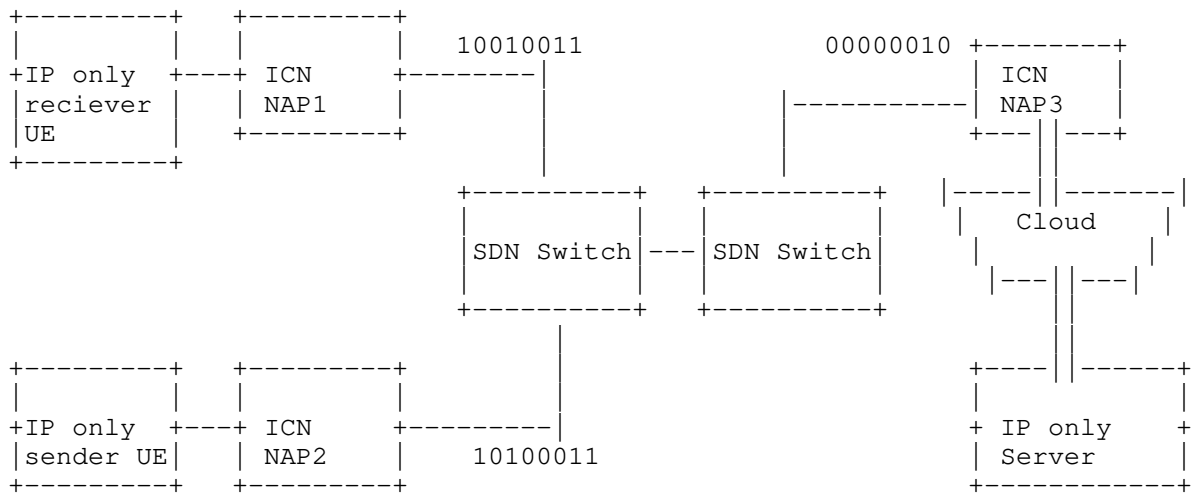 10010011
00000010
IP only
reciever
UE
ICN
NAP1
ICN
NAP3
Cloud
SDN Switch
SDN Switch
IP only
sender UE
ICN
NAP2
10100011
IP only
Server